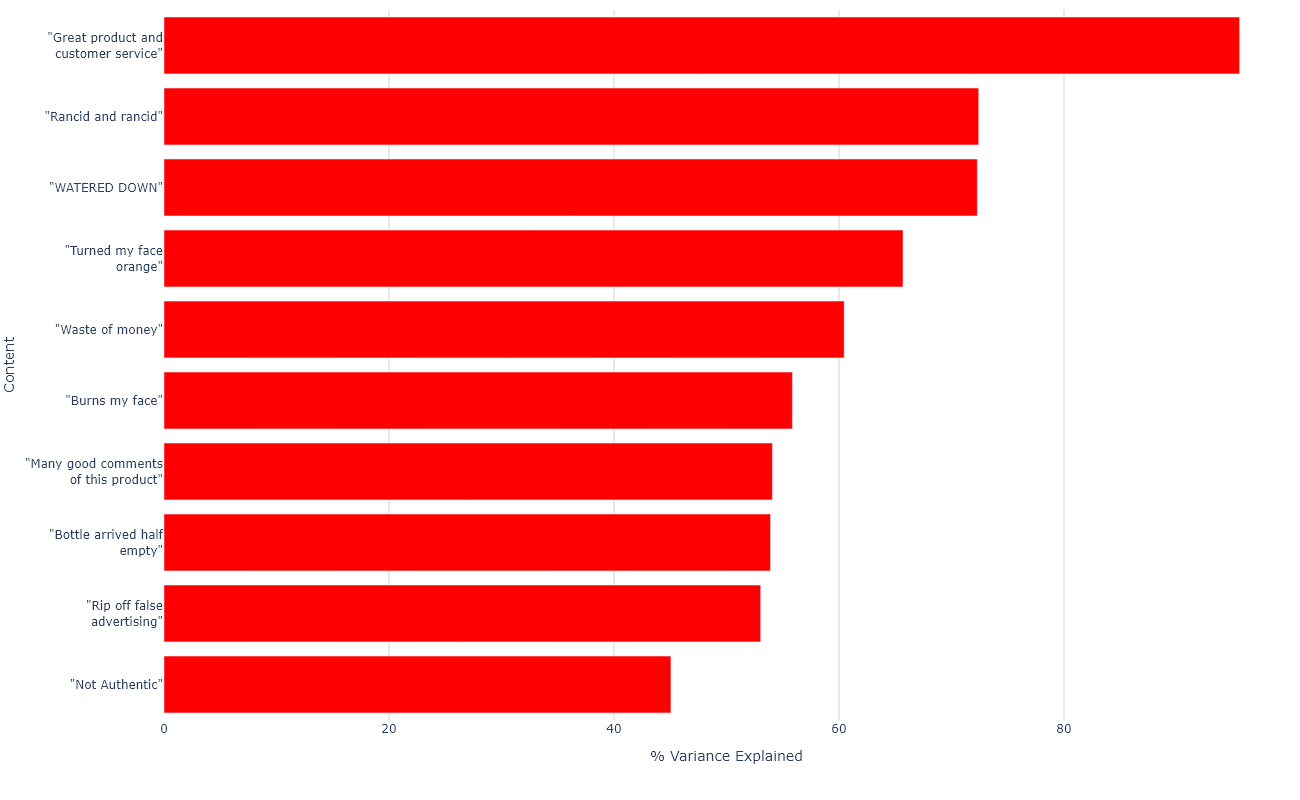 "Great product and
customer service"
"Rancid and rancid"
"WATERED DOWN"
"Turned my face
orange"
"Waste of money"
"Burns my face"
"Many good comments
of this product"
"Bottle arrived half
empty"
"Rip off false
advertising"
"Not Authentic"
Content
0 20 40 60 80
% Variance Explained